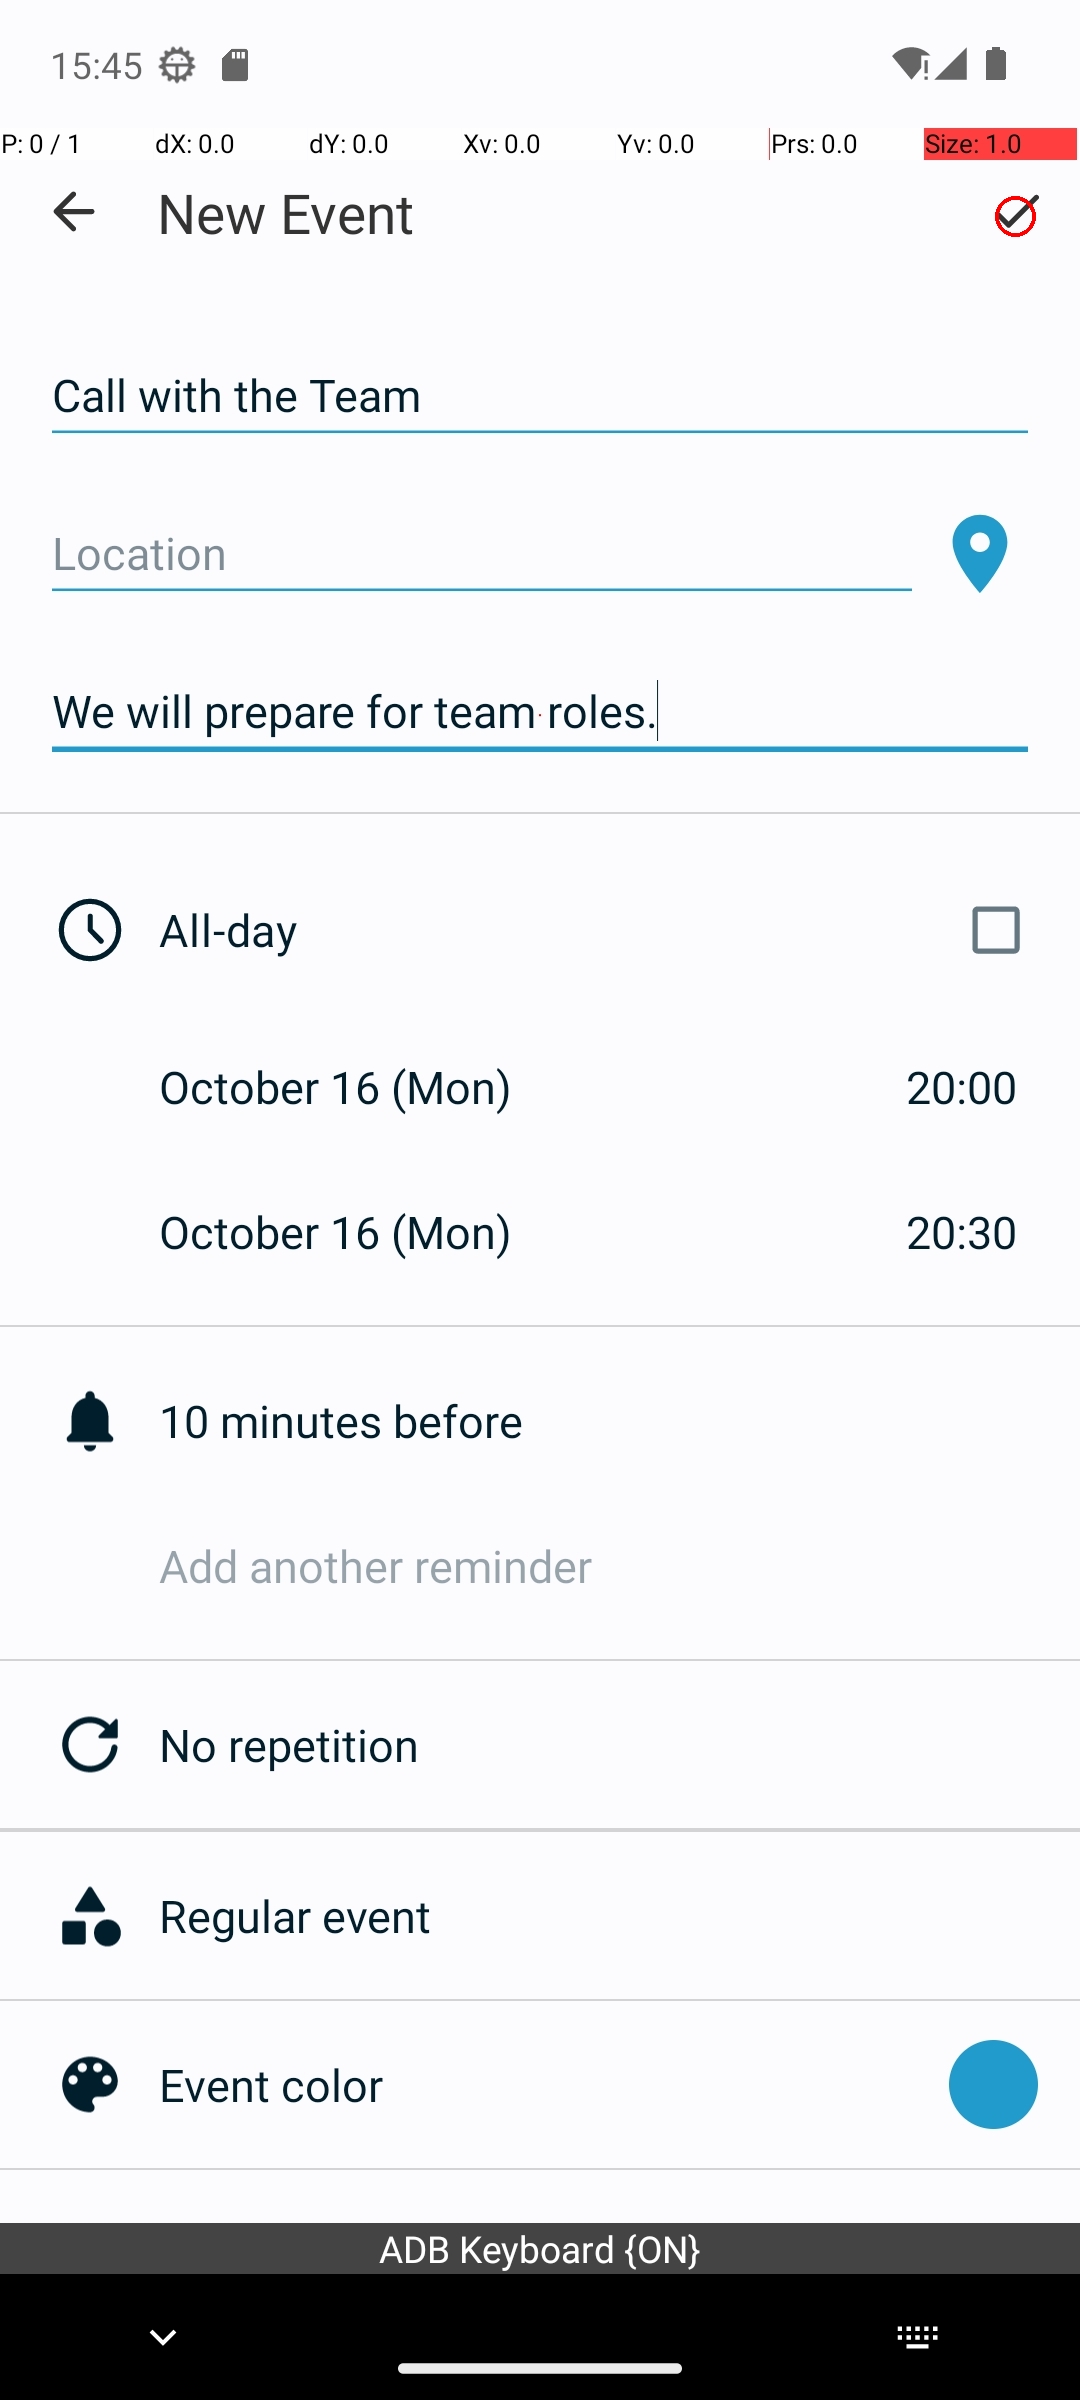 15:45
P: 0 / 1 dX: 0.0 dY: 0.0 Xv: 0.0 Yv: 0.0 Prs: 0.0 Size: 1.0
New Event
Call with the Team
Location
We will prepare for team roles.
All-day
October 16 (Mon) 20:00
October 16 (Mon) 20:30
10 minutes before
Add another reminder
No repetition
Regular event
Event color
ADB Keyboard {ON}